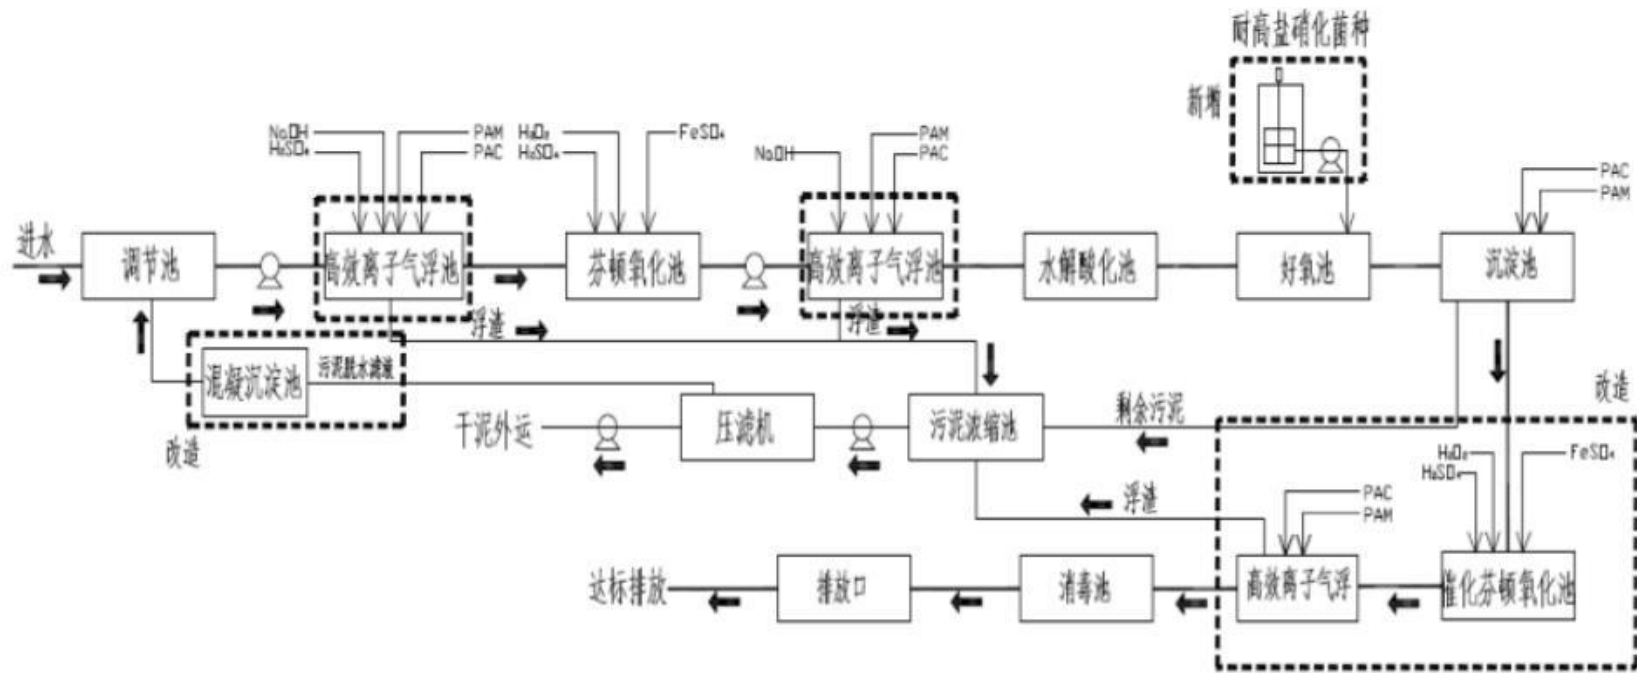 耐高盐硝化菌种
新增
NaOH
H₂SO₄
PAM
PAC
H₂O₂
H₂SO₄
FeSO₄
NaOH
PAM
PAC
PAC
PAM
进水
调节池
高效离子气浮池
芬顿氧化池
高效离子气浮池
水解酸化池
好氧池
沉淀池
浮渣
浮渣
混凝沉淀池
污泥脱水滤液
改造
干泥外运
压滤机
污泥浓缩池
剩余污泥
改造
H₂O₂
H₂SO₄
FeSO₄
PAC
PAM
浮渣
达标排放
排放口
消毒池
高效离子气浮
催化芬顿氧化池